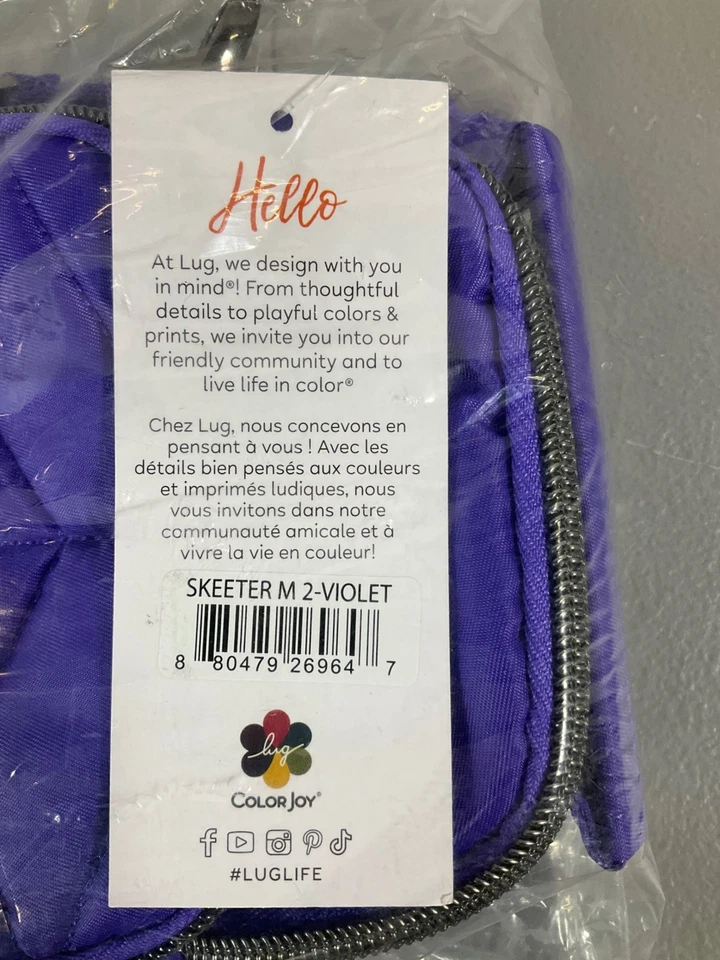 Hello
At Lug, we design with you
in mind®! From thoughtful
details to playful colors &
prints, we invite you into our
friendly community and to
live life in color®
Chez Lug, nous concevons en
pensant à vous ! Avec les
détails bien pensés aux couleurs
et imprimés ludiques, nous
vous invitons dans notre
communauté amicale et à
vivre la vie en couleur!
SKEETER M 2-VIOLET
8 80479 26964 7
lug
COLOR JOY®
#LUGLIFE